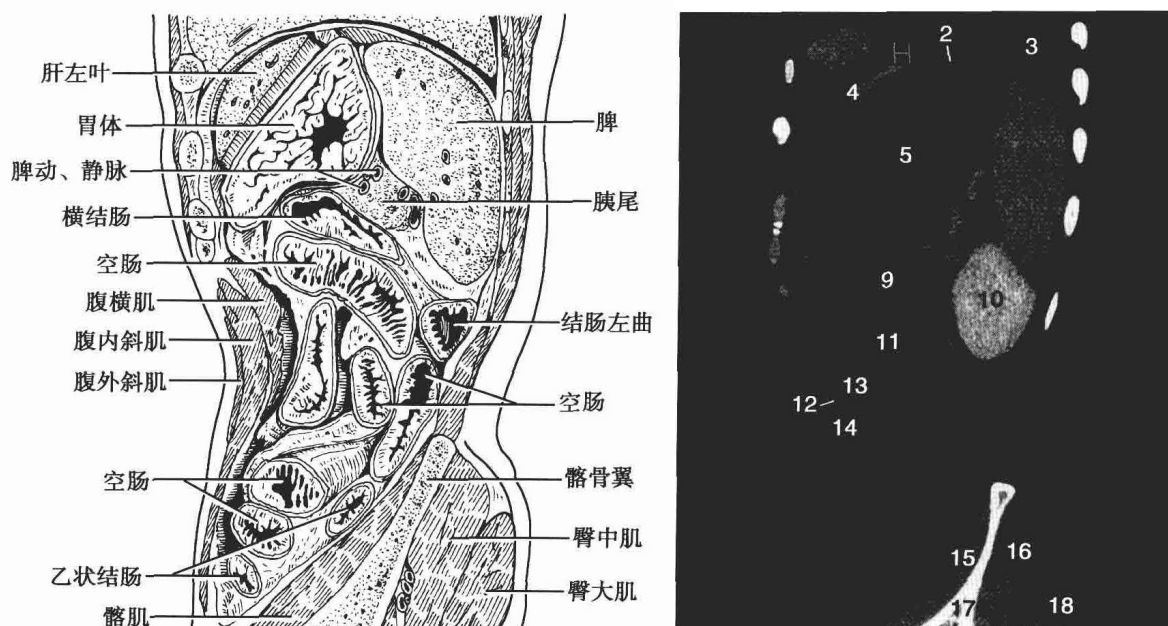 肝左叶
胃体
脾动、静脉
横结肠
空肠
腹横肌
腹内斜肌
腹外斜肌
空肠
乙状结肠
髂肌
脾
胰尾
结肠左曲
空肠
髂骨翼
臀中肌
臀大肌
H
2
3
4
5
9
10
11
13
12
14
15
16
17
18